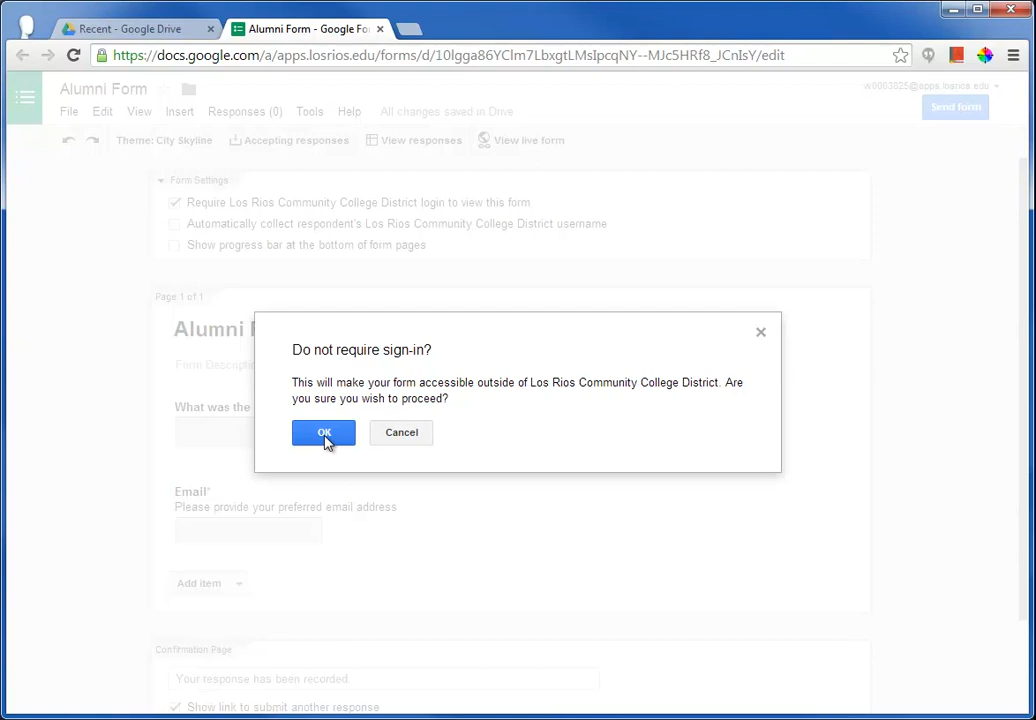 Recent - Google Drive
Alumni Form - Google Fo
https://docs.google.com/a/apps.losrios.edu/forms/d/10lgga86YClm7LbxgtLMsIpcqNY--MJc5HRf8_JCnIsY/edit
Alumni Form
w0003825@apps.losrios.edu
File Edit View Insert Responses (0) Tools Help All changes saved in Drive
Send form
Theme: City Skyline Accepting responses View responses View live form
Form Settings
Require Los Rios Community College District login to view this form
Automatically collect respondent's Los Rios Community College District username
Show progress bar at the bottom of form pages
Page 1 of 1
Alumni F
Form Descriptio
Do not require sign-in?
This will make your form accessible outside of Los Rios Community College District. Are
you sure you wish to proceed?
What was the
OK Cancel
Email*
Please provide your preferred email address
Add item
Confirmation Page
Your response has been recorded.
Show link to submit another response